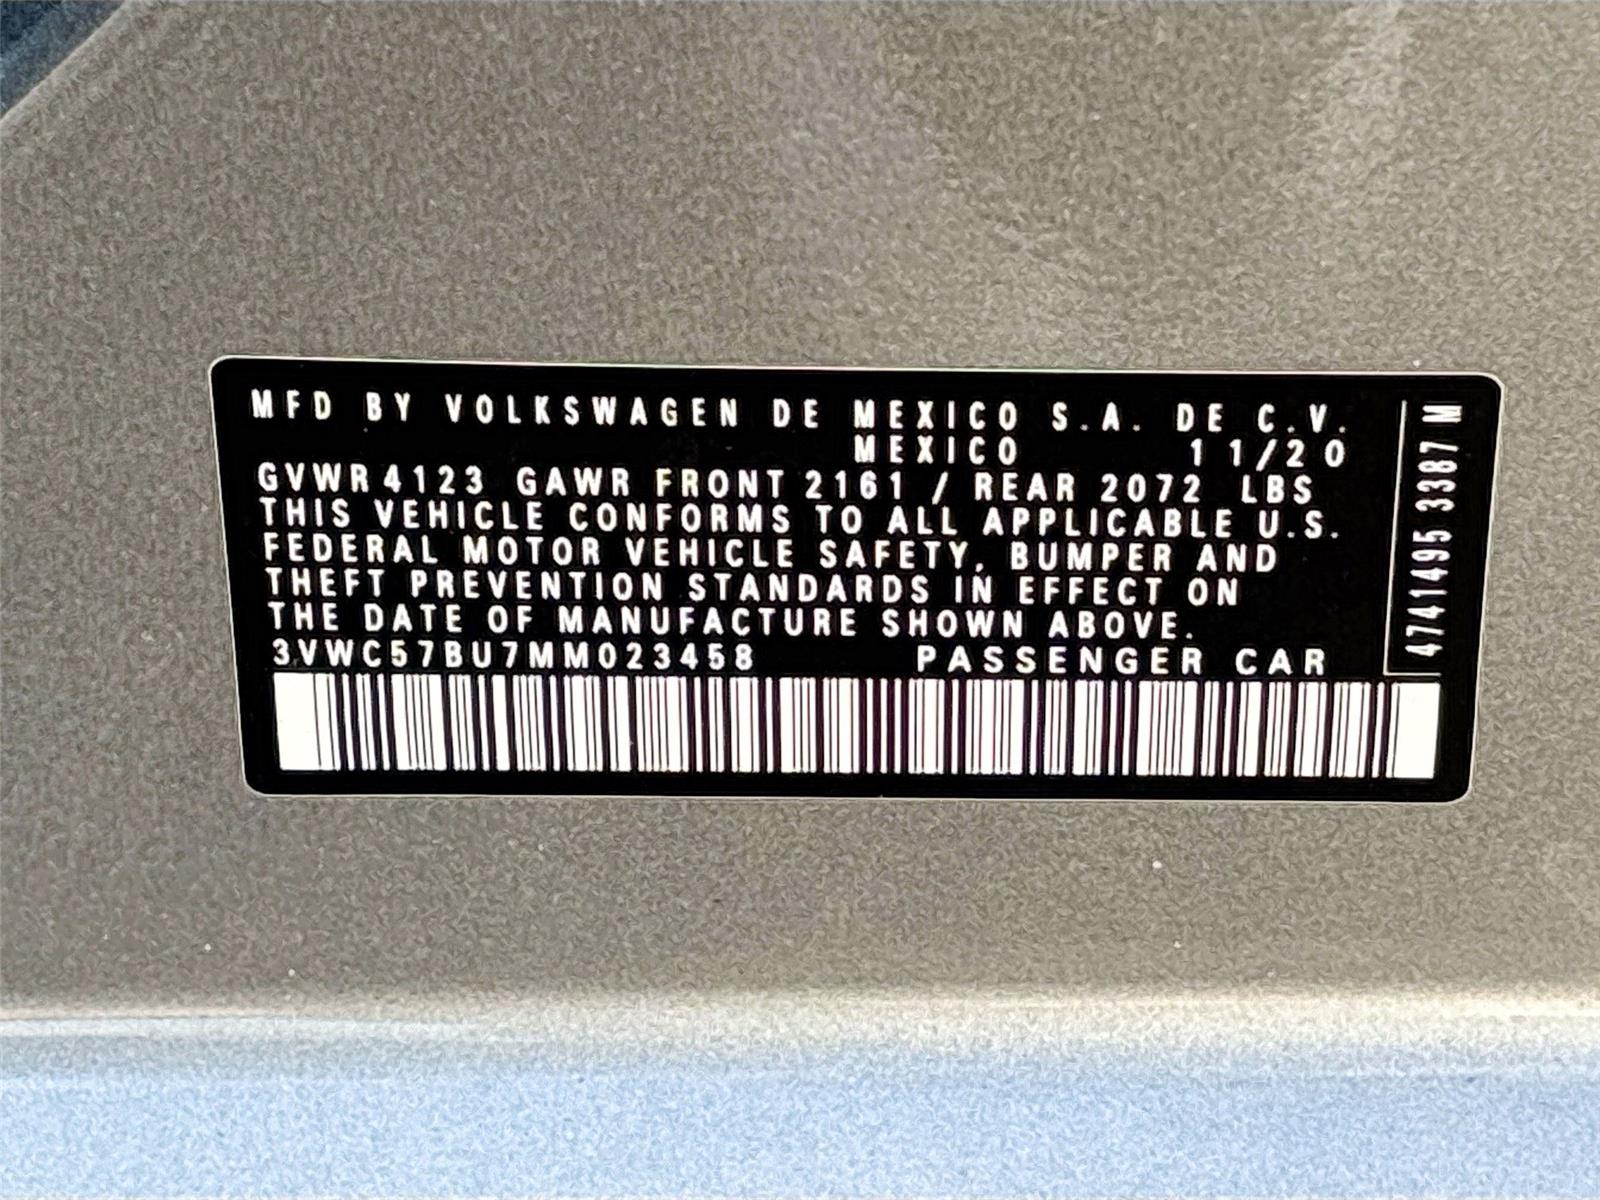 MFD BY VOLKSWAGEN DE MEXICO S.A. DE C.V.
MEXICO 11/20
GVWR 4123 GAWR FRONT 2161 / REAR 2072 LBS
THIS VEHICLE CONFORMS TO ALL APPLICABLE U.S.
FEDERAL MOTOR VEHICLE SAFETY, BUMPER AND
THEFT PREVENTION STANDARDS IN EFFECT ON
THE DATE OF MANUFACTURE SHOWN ABOVE.
3VWC57BU7MM023458 PASSENGER CAR
4741495 3387 M